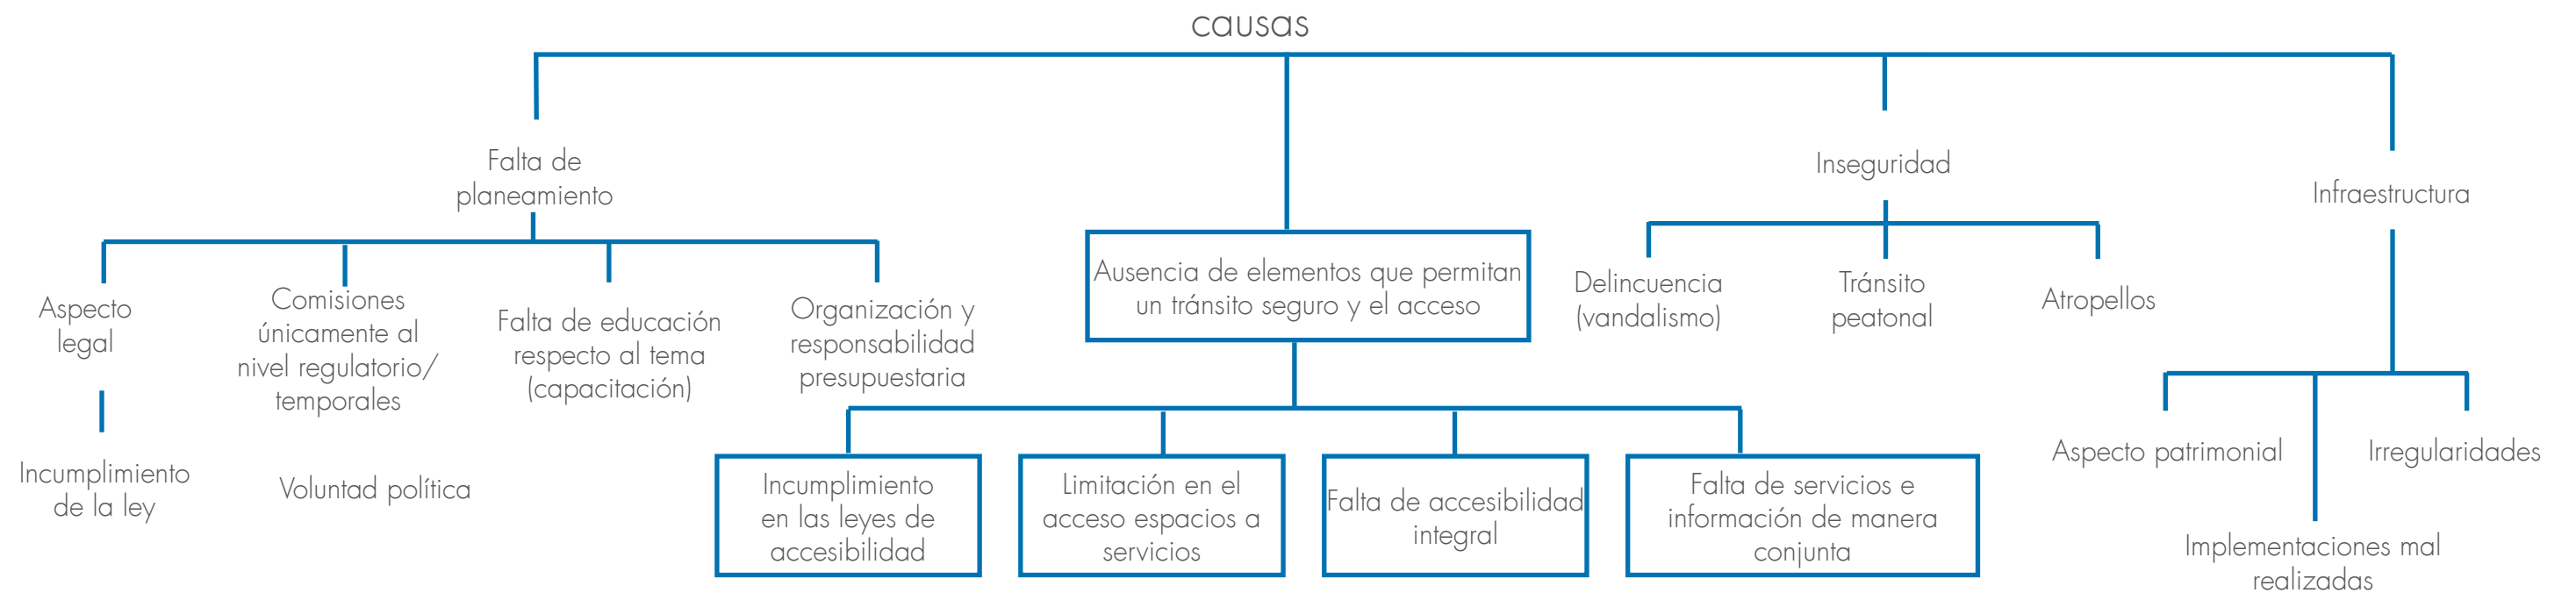 causas
Falta de
planeamiento
Aspecto
legal
Incumplimiento
de la ley
Comisiones
únicamente al
nivel regulatorio/
temporales
Voluntad política
Falta de educación
respecto al tema
(capacitación)
Organización y
responsabilidad
presupuestaria
Ausencia de elementos que permitan
un tránsito seguro y el acceso
Incumplimiento
en las leyes de
accesibilidad
Limitación en el
acceso espacios a
servicios
Falta de accesibilidad
integral
Falta de servicios e
información de manera
conjunta
Inseguridad
Delincuencia
(vandalismo)
Tránsito
peatonal
Atropellos
Infraestructura
Aspecto patrimonial
Implementaciones mal
realizadas
Irregularidades